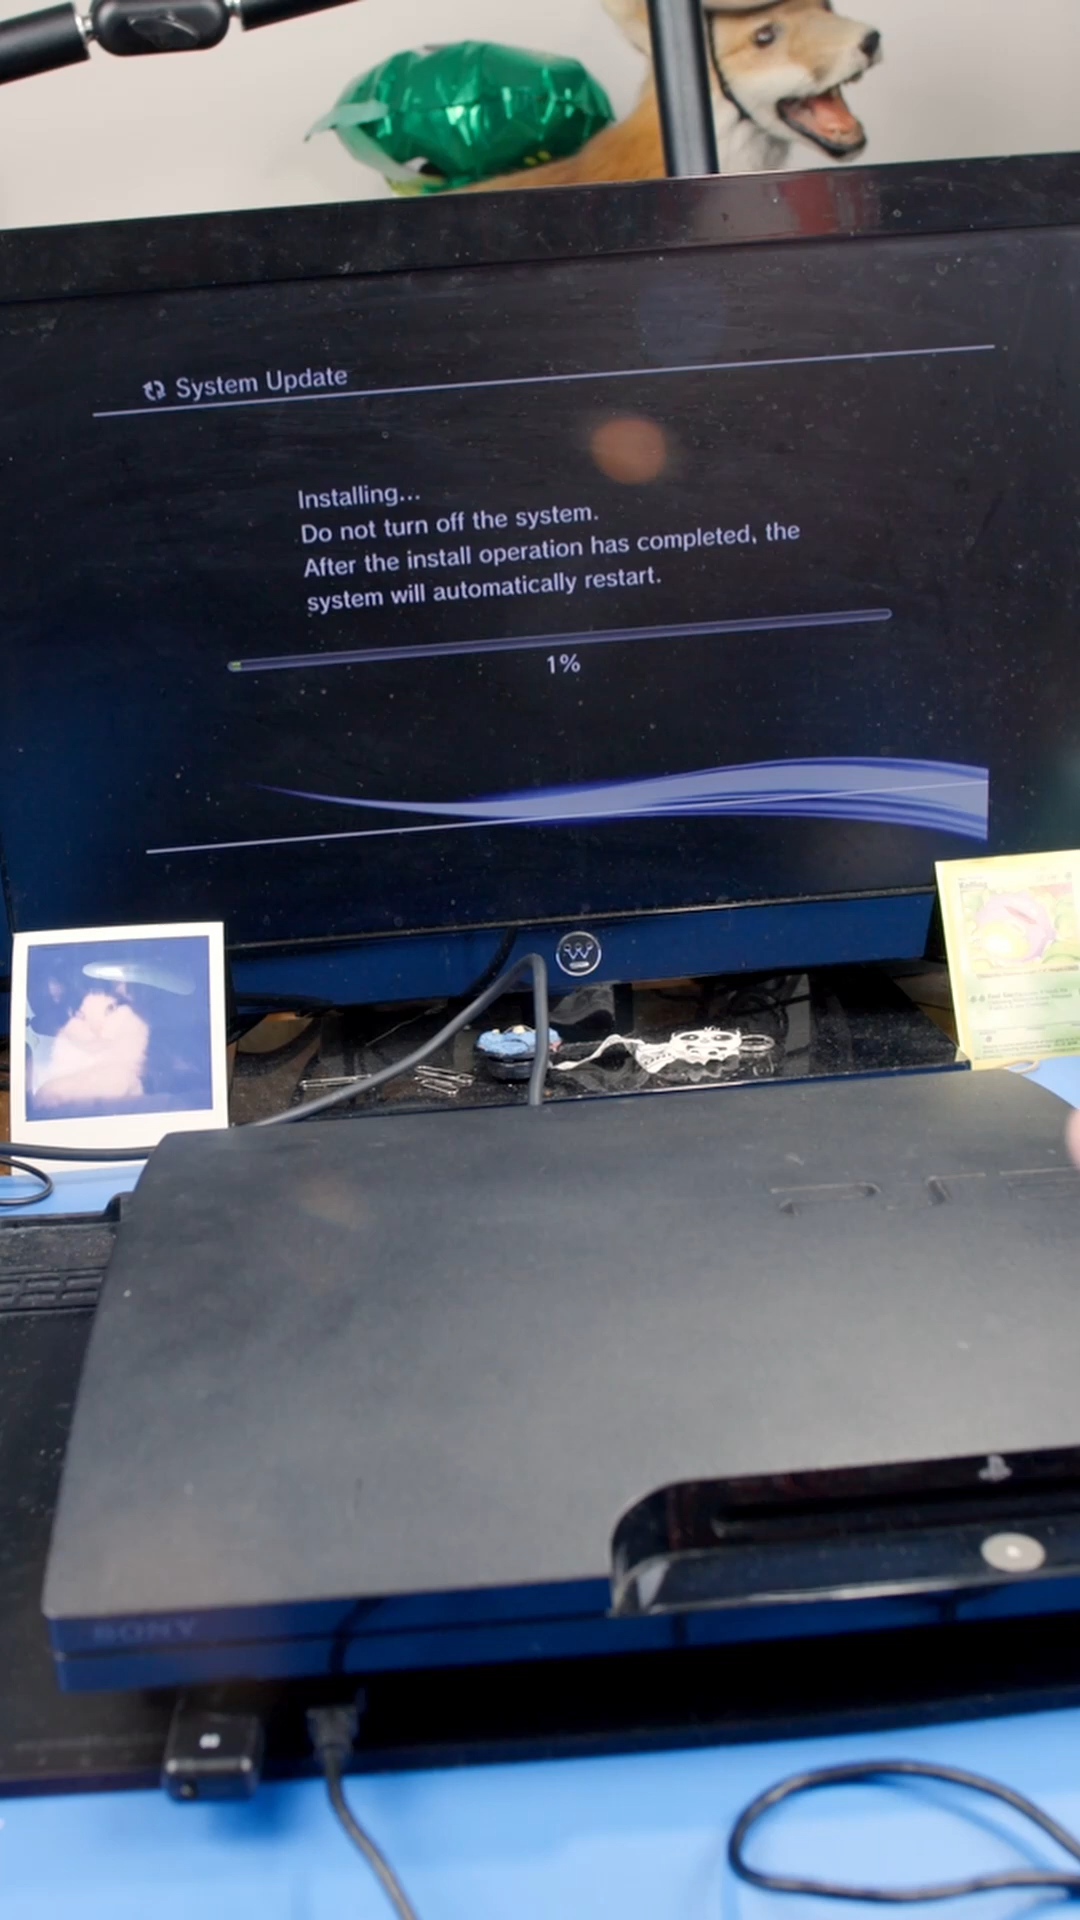 System Update
Installing...
Do not turn off the system.
After the install operation has completed, the
system will automatically restart.
1%
W
SONY